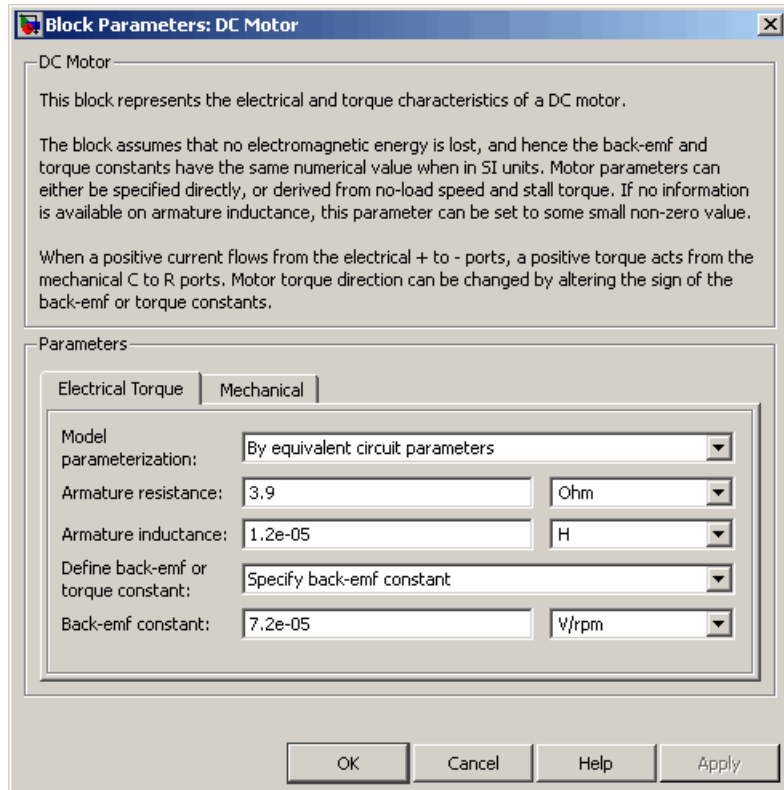 Block Parameters: DC Motor
DC Motor
This block represents the electrical and torque characteristics of a DC motor.
The block assumes that no electromagnetic energy is lost, and hence the back-emf and
torque constants have the same numerical value when in SI units. Motor parameters can
either be specified directly, or derived from no-load speed and stall torque. If no information
is available on armature inductance, this parameter can be set to some small non-zero value.
When a positive current flows from the electrical + to - ports, a positive torque acts from the
mechanical C to R ports. Motor torque direction can be changed by altering the sign of the
back-emf or torque constants.
Parameters
Electrical Torque Mechanical
Model
parameterization: By equivalent circuit parameters
Armature resistance: 3.9 Ohm
Armature inductance: 1.2e-05 H
Define back-emf or
torque constant: Specify back-emf constant
Back-emf constant: 7.2e-05 V/rpm
OK Cancel Help Apply